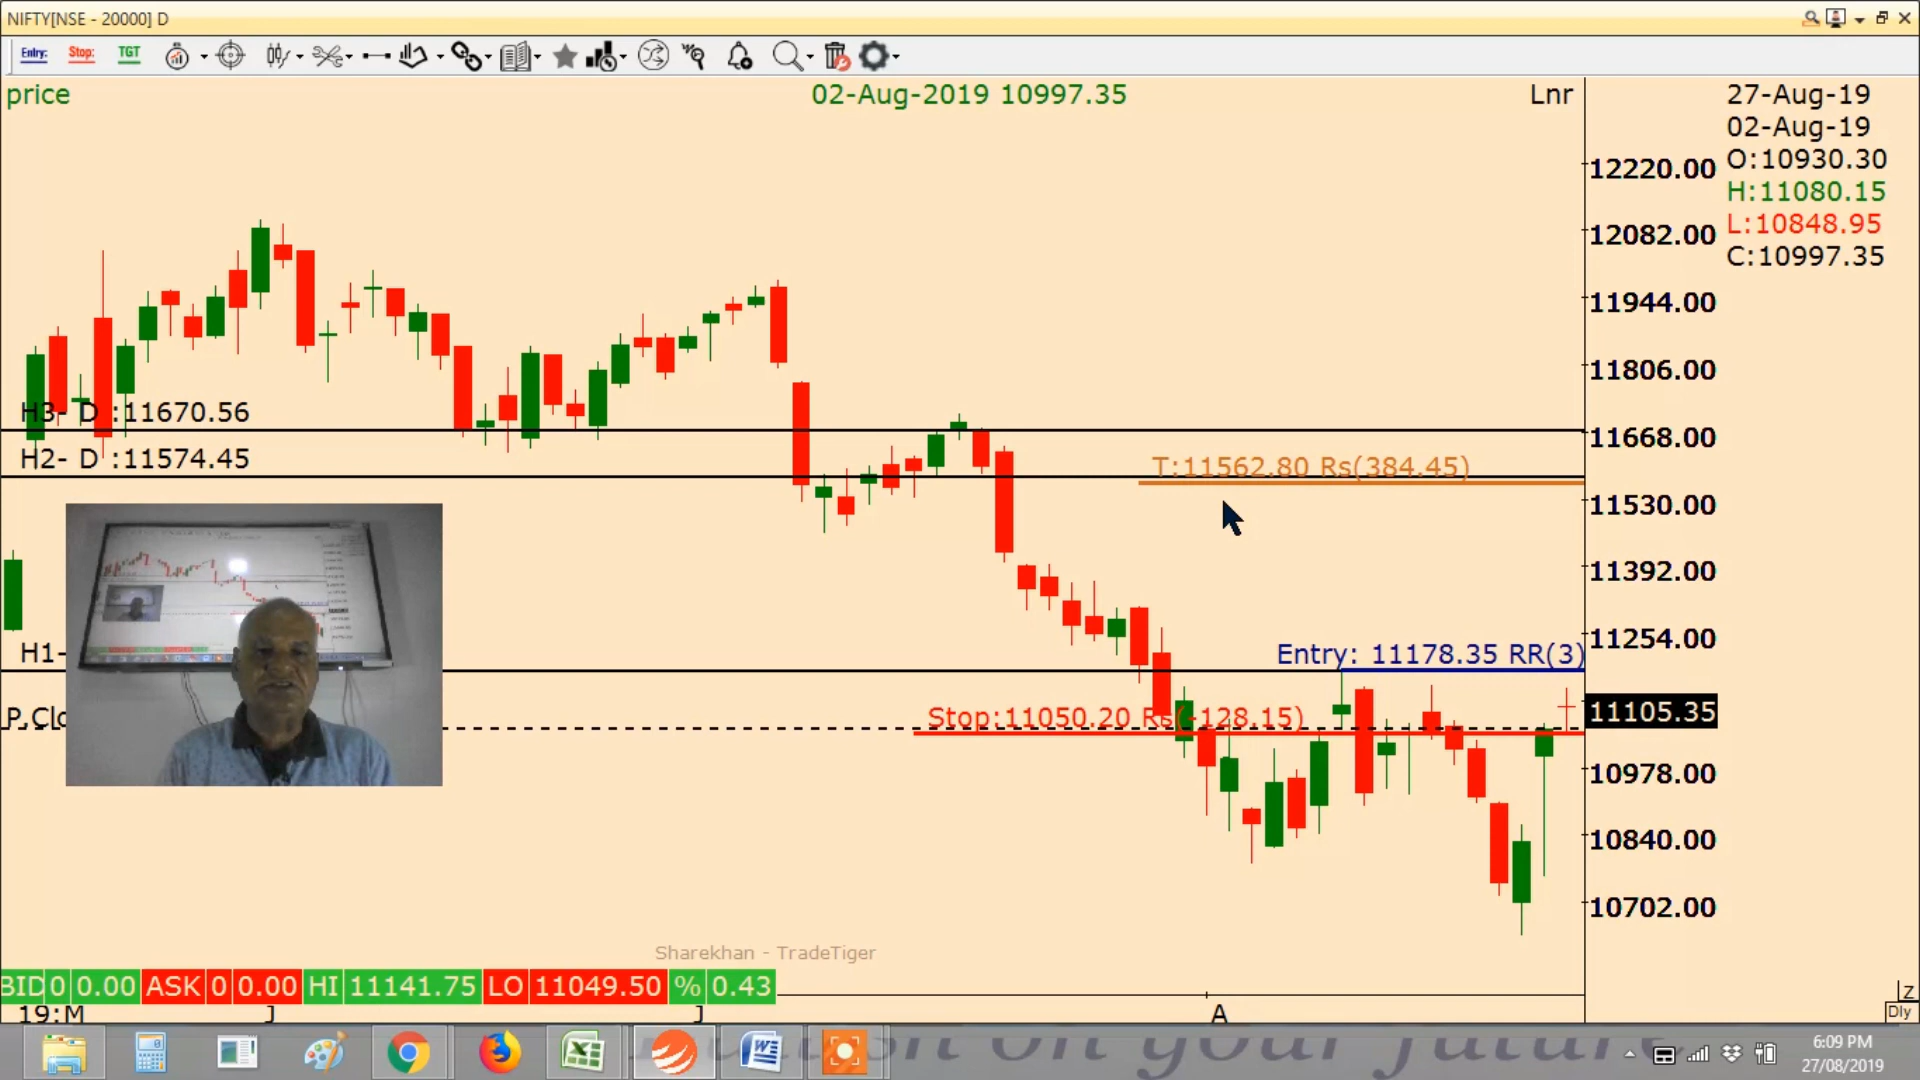 NIFTY[NSE - 20000] D
Entry: Stop: TGT
price
02-Aug-2019 10997.35
Lnr
27-Aug-19
02-Aug-19
O:10930.30
H:11080.15
L:10848.95
C:10997.35
12220.00
12082.00
11944.00
11806.00
H3- D :11670.56
11668.00
H2- D :11574.45
T:11562.80 Rs(384.45)
11530.00
11392.00
11254.00
H1-
Entry: 11178.35 RR(3)
11105.35
P.Clo
Stop:11050.20 Rs(-128.15)
10978.00
10840.00
10702.00
Sharekhan - TradeTiger
BID 0 0.00 ASK 0 0.00 HI 11141.75 LO 11049.50 % 0.43
Z
19:M J J A
Dly
on your future
6:09 PM
27/08/2019